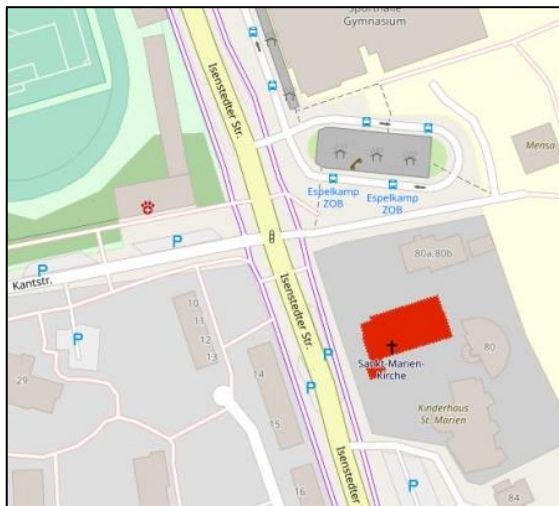 Sporthalle
Gymnasium
Isenstedter Str.
Mensa
Espelkamp
ZOB
Espelkamp
ZOB
P
P
Kantstr.
P
80a,80b
10
11
12
13
Isenstedter Str.
Sankt-Marien-
Kirche
80
P
29
14
P
Kinderhaus
St. Marien
15
Isenstedter
P
16
84